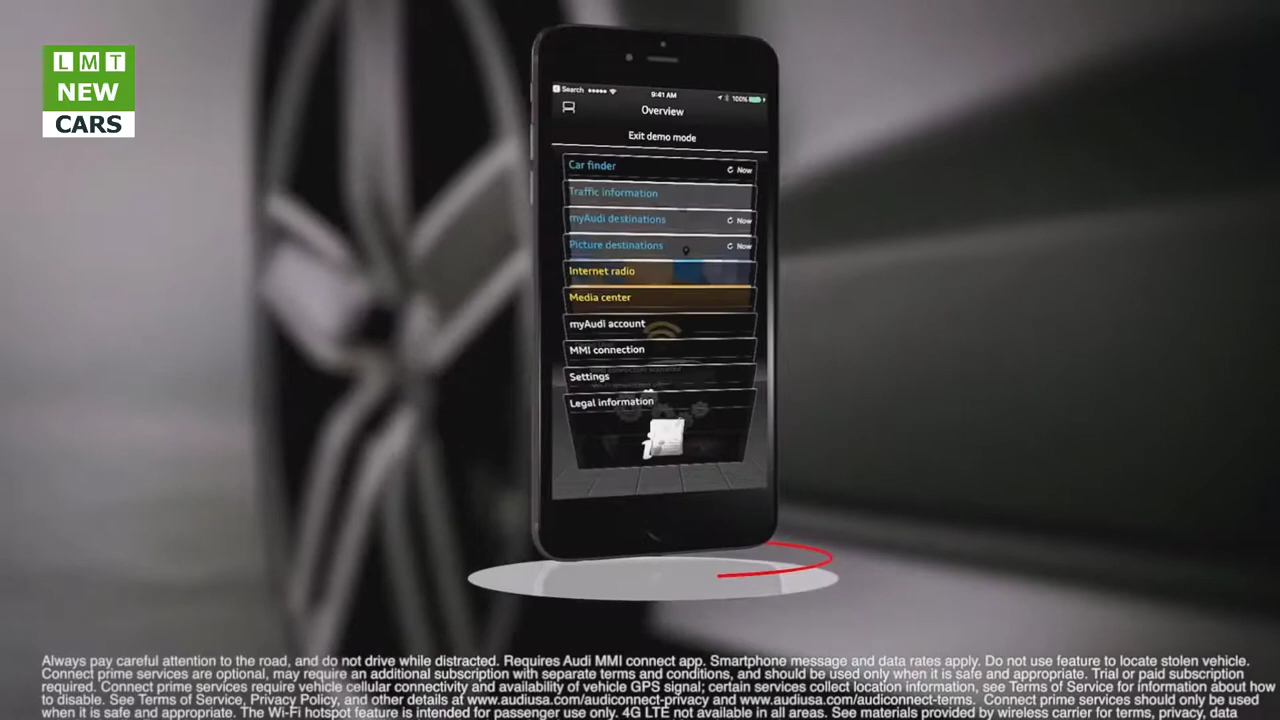 LMT
NEW
CARS
Search
9:41 AM
100%
Overview
Exit demo mode
Car finder
Now
Traffic information
myAudi destinations
Now
Picture destinations
Now
Internet radio
Media center
myAudi account
MMI connection
Settings
Legal information
Always pay careful attention to the road, and do not drive while distracted. Requires Audi MMI connect app. Smartphone message and data rates apply. Do not use feature to locate stolen vehicle.
Connect prime services are optional, may require an additional subscription with separate terms and conditions, and should be used only when it is safe and appropriate. Trial or paid subscription
required. Connect prime services require vehicle cellular connectivity and availability of vehicle GPS signal; certain services collect location information, see Terms of Service for information about how
to disable. See Terms of Service, Privacy Policy, and other details at www.audiusa.com/audiconnect-privacy and www.audiusa.com/audiconnect-terms. Connect prime services should only be used
when it is safe and appropriate. The Wi-Fi hotspot feature is intended for passenger use only. 4G LTE not available in all areas. See materials provided by wireless carrier for terms, privacy, data